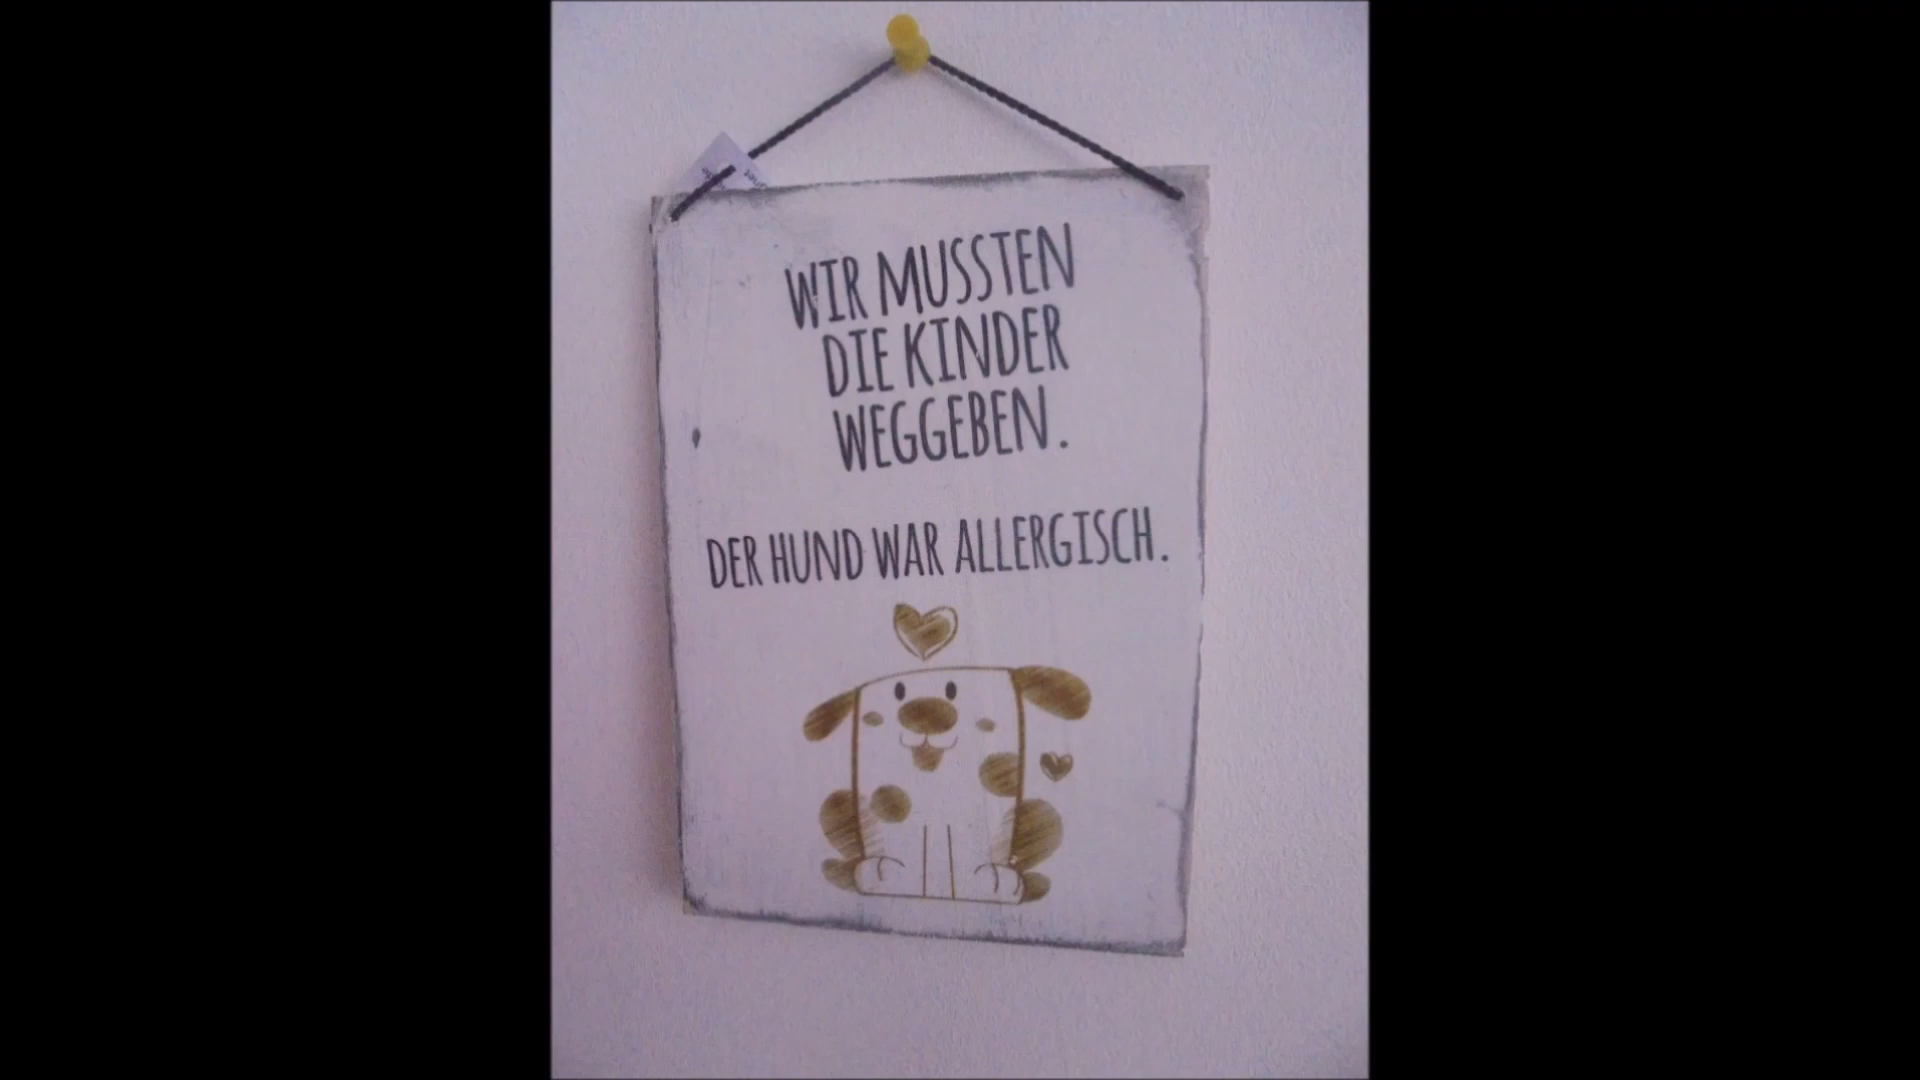 WIR MUSSTEN
DIE KINDER
WEGGEBEN.
DER HUND WAR ALLERGISCH.